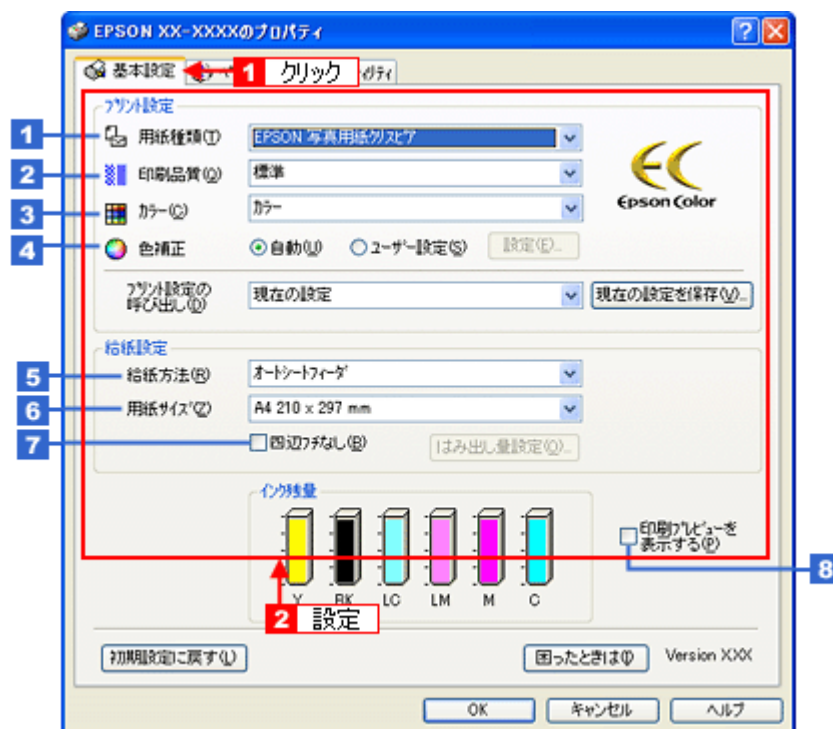 EPSON XX-XXXXのプロパティ
基本設定
1 クリック
ィリティ
プリント設定
1 用紙種類(T) EPSON 写真用紙クリスピア
2 印刷品質(Q) 標準
3 カラー(C) カラー
Epson Color
4 色補正 自動(U) ユーザー設定(S) 設定(E)...
プリント設定の
呼び出し(D) 現在の設定 現在の設定を保存(V)...
給紙設定
5 給紙方法(R) オートシートフィーダ
6 用紙サイズ(Z) A4 210 x 297 mm
7 四辺フチなし(B) はみ出し量設定(O)...
インク残量
印刷プレビューを
表示する(P)
8
Y BK LC LM M C
2 設定
初期設定に戻す(L) 困ったときは(I) Version X.XX
OK キャンセル ヘルプ